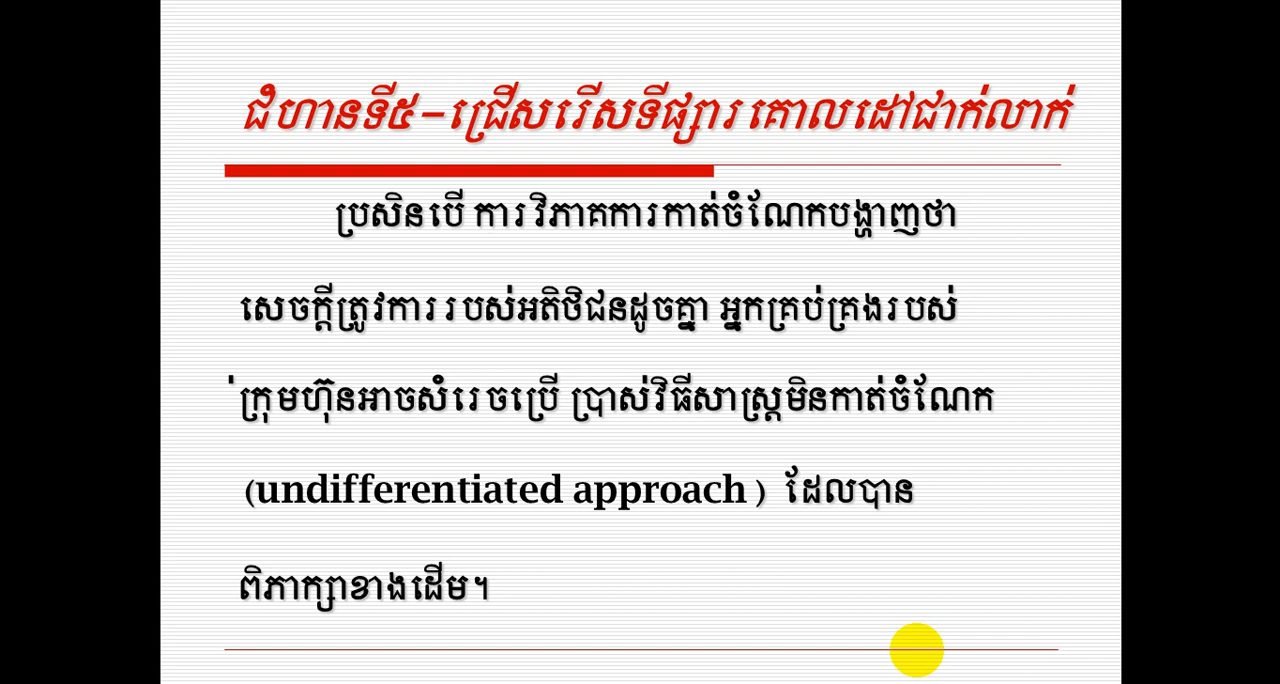 ជំហានទី៥–ជ្រើសរើសទីផ្សារគោលដៅជាក់លាក់
ប្រសិនបើ ការវិភាគការកាត់ចំណែកបង្ហាញថា
សេចក្តីត្រូវការរបស់អតិថិជនដូចគ្នា អ្នកគ្រប់គ្រងរបស់
់ក្រុមហ៊ុនអាចសំរេចប្រើ ប្រាស់វិធីសាស្ត្រមិនកាត់ចំណែក
(undifferentiated approach ) ដែលបាន
ពិភាក្សាខាងដើម។